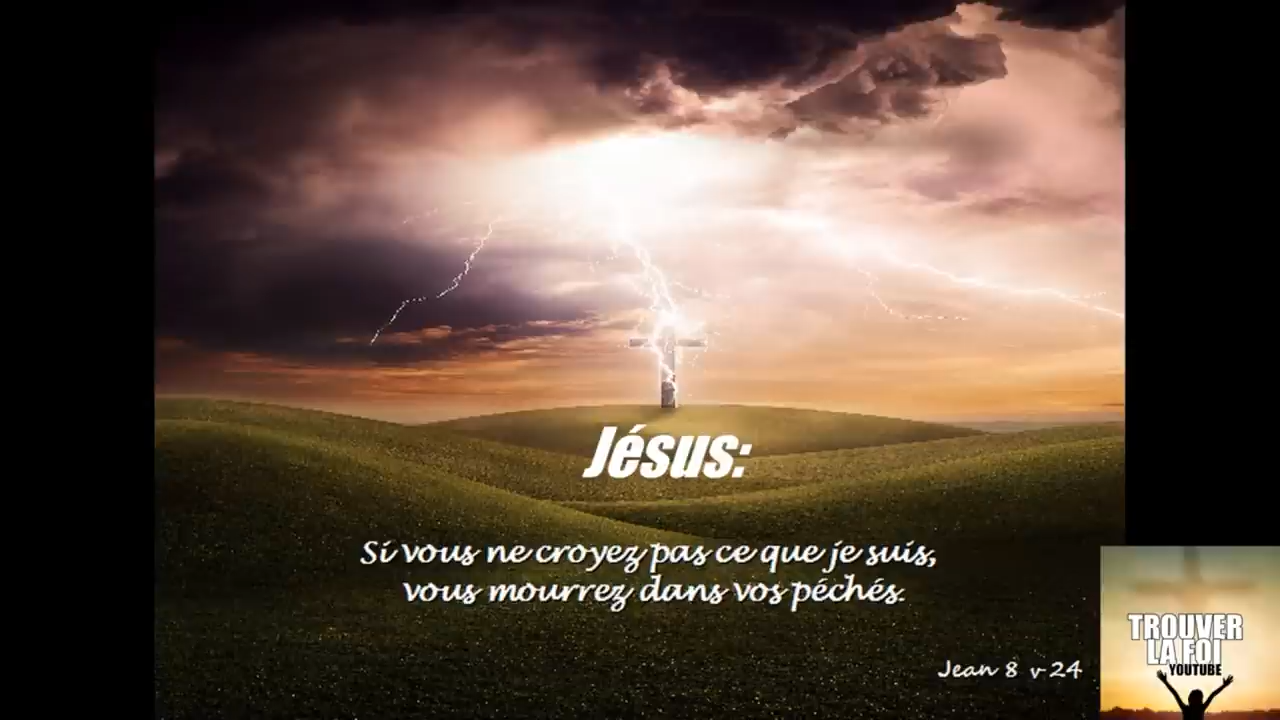 Jésus:
Si vous ne croyez pas ce que je suis,
vous mourrez dans vos péchés.
Jean 8 v 24
TROUVER
LA FOI
YOUTUBE